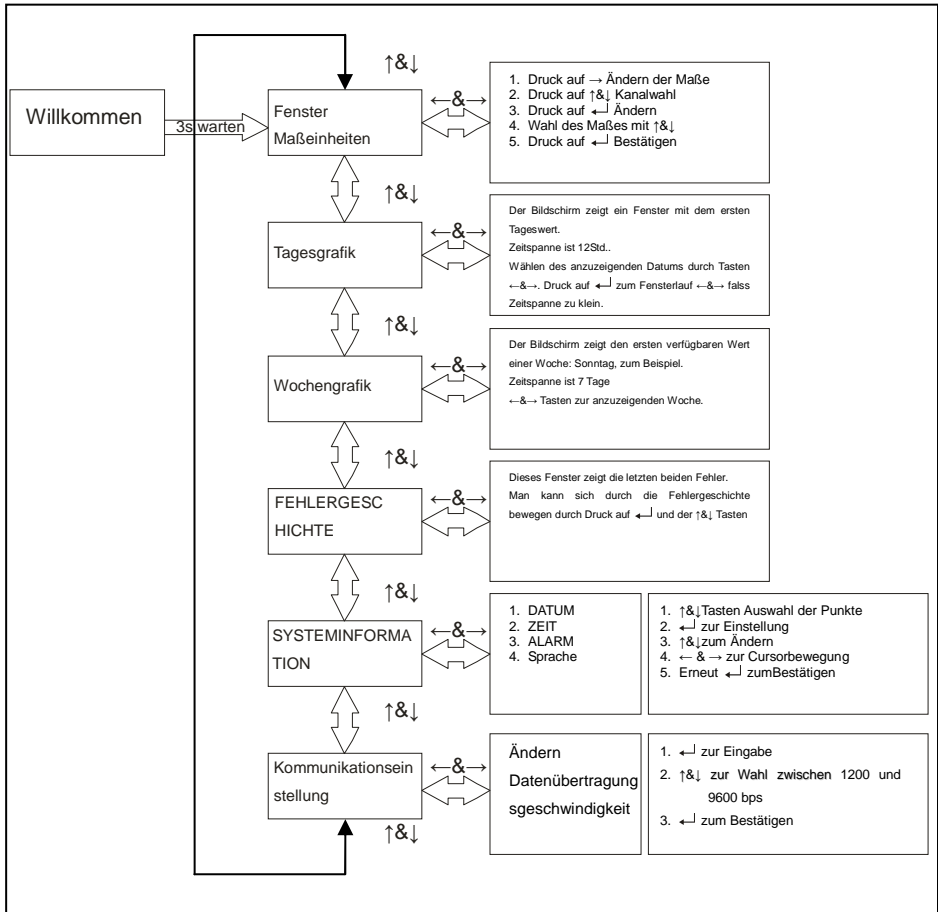 ↑&↓
Willkommen
3s warten
Fenster
Maßeinheiten
←&→
1. Druck auf → Ändern der Maße
2. Druck auf ↑&↓ Kanalwahl
3. Druck auf ↵ Ändern
4. Wahl des Maßes mit ↑&↓
5. Druck auf ↵ Bestätigen
↑&↓
Tagesgrafik
←&→
Der Bildschirm zeigt ein Fenster mit dem ersten
Tageswert.
Zeitspanne ist 12Std..
Wählen des anzuzeigenden Datums durch Tasten
←&→. Druck auf ↵ zum Fensterlauf ←&→ falss
Zeitspanne zu klein.
↑&↓
Wochengrafik
←&→
Der Bildschirm zeigt den ersten verfügbaren Wert
einer Woche: Sonntag, zum Beispiel.
Zeitspanne ist 7 Tage
←&→ Tasten zur anzuzeigenden Woche.
↑&↓
FEHLERGESC
HICHTE
←&→
Dieses Fenster zeigt die letzten beiden Fehler.
Man kann sich durch die Fehlergeschichte
bewegen durch Druck auf ↵ und der ↑&↓ Tasten
↑&↓
SYSTEMINFORMA
TION
←&→
1. DATUM
2. ZEIT
3. ALARM
4. Sprache
1. ↑&↓Tasten Auswahl der Punkte
2. ↵ zur Einstellung
3. ↑&↓zum Ändern
4. ← & → zur Cursorbewegung
5. Erneut ↵ zumBestätigen
↑&↓
Kommunikationsein
stellung
←&→
Ändern
Datenübertragung
sgeschwindigkeit
1. ↵ zur Eingabe
2. ↑&↓ zur Wahl zwischen 1200 und
9600 bps
3. ↵ zum Bestätigen
↑&↓